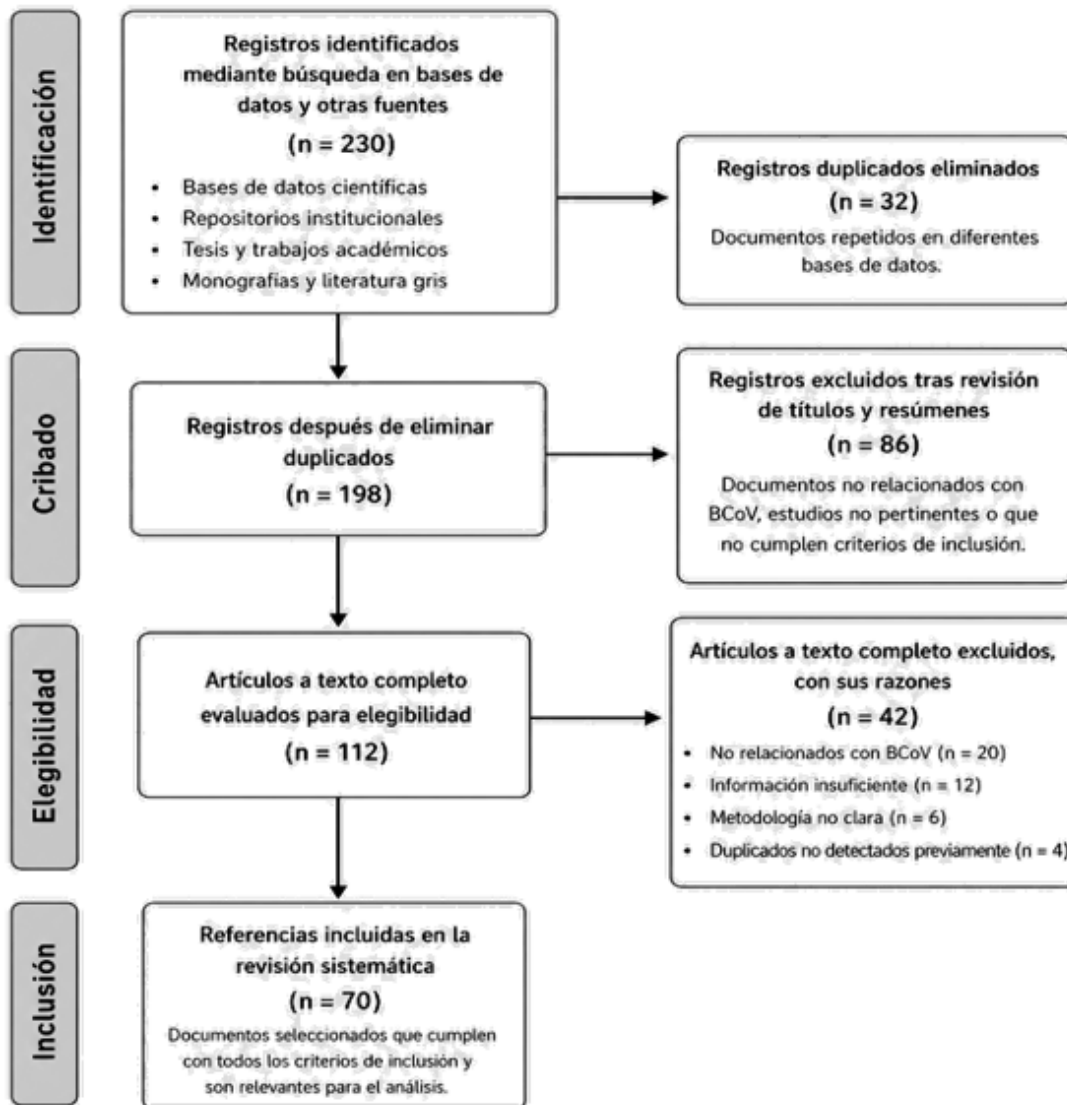 Identificación
Registros identificados
mediante búsqueda en bases de
datos y otras fuentes
(n = 230)
• Bases de datos científicas
• Repositorios institucionales
• Tesis y trabajos académicos
• Monografías y literatura gris
Registros duplicados eliminados
(n = 32)
Documentos repetidos en diferentes
bases de datos.
Cribado
Registros después de eliminar
duplicados
(n = 198)
Registros excluidos tras revisión
de títulos y resúmenes
(n = 86)
Documentos no relacionados con
BCoV, estudios no pertinentes o que
no cumplen criterios de inclusión.
Elegibilidad
Artículos a texto completo
evaluados para elegibilidad
(n = 112)
Artículos a texto completo excluidos,
con sus razones
(n = 42)
• No relacionados con BCoV (n = 20)
• Información insuficiente (n = 12)
• Metodología no clara (n = 6)
• Duplicados no detectados previamente (n = 4)
Inclusión
Referencias incluidas en la
revisión sistemática
(n = 70)
Documentos seleccionados que cumplen
con todos los criterios de inclusión y
son relevantes para el análisis.